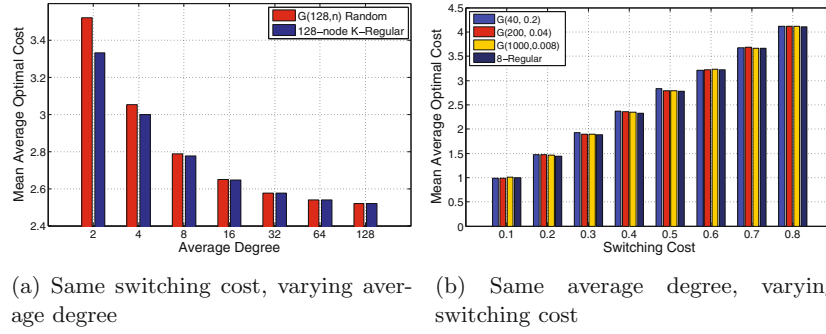 G(128,n) Random
128-node K-Regular
3.4
3.2
3
2.8
2.6
2.4
Mean Average Optimal Cost
2 4 8 16 32 64 128
Average Degree
(a) Same switching cost, varying aver-
age degree
G(40, 0.2)
G(200, 0.04)
G(1000,0.008)
8-Regular
4.5
4
3.5
3
2.5
2
1.5
1
0.5
0
Mean Average Optimal Cost
0.1 0.2 0.3 0.4 0.5 0.6 0.7 0.8
Switching Cost
(b) Same average degree, varying
switching cost